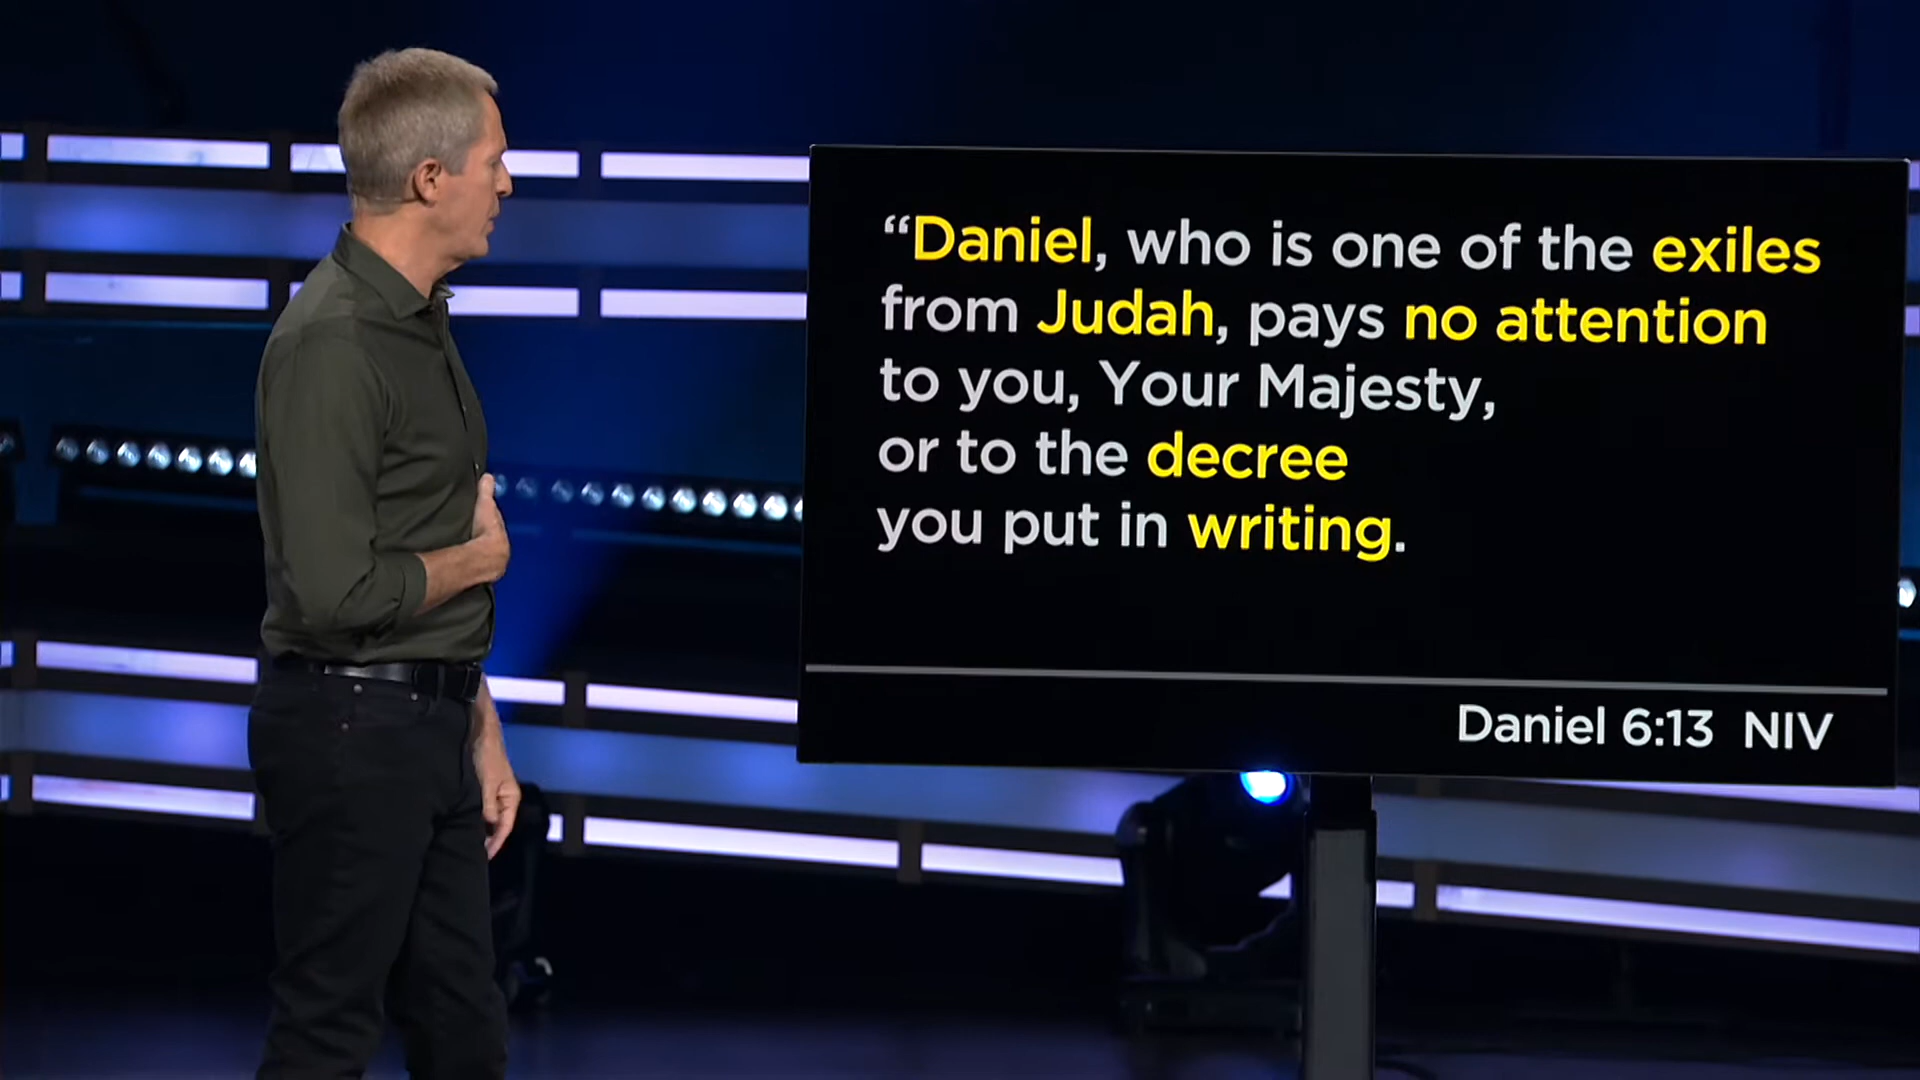 “Daniel, who is one of the exiles
from Judah, pays no attention
to you, Your Majesty,
or to the decree
you put in writing.
Daniel 6:13 NIV